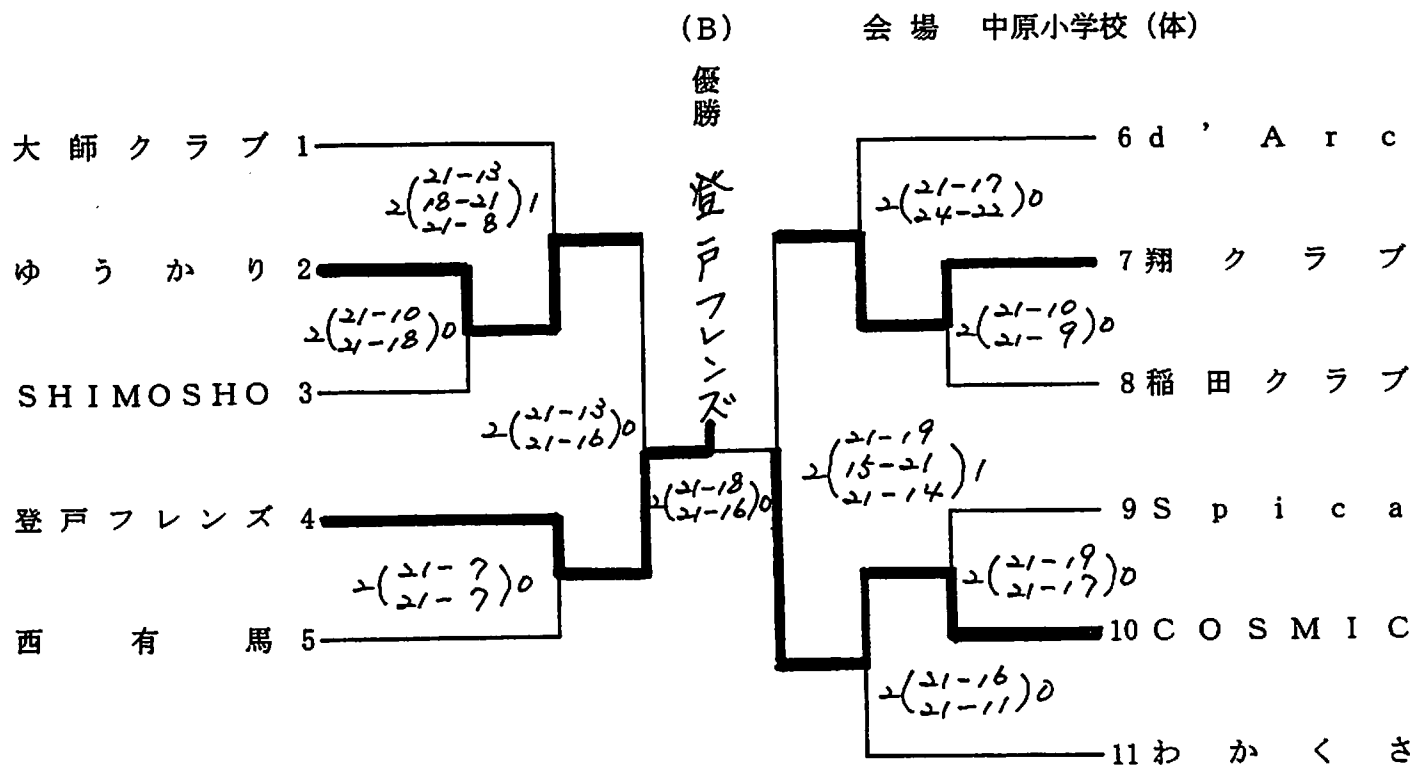 (B) 会場 中原小学校(体)
優勝 登戸フレンズ
大師クラブ 1
2(21-13 18-21 21-8)1
ゆうかり 2
2(21-10 21-18)0
SHIMOSHO 3
2(21-13 21-16)0
登戸フレンズ 4
2(21-7 21-7)0
西有馬 5
2(21-18 21-16)0
6 d'Arc
2(21-17 24-22)0
7 翔クラブ
2(21-10 21-9)0
8 稲田クラブ
2(21-19 15-21 21-14)1
9 Spica
2(21-19 21-17)0
10 COSMIC
2(21-16 21-11)0
11 わかくさ